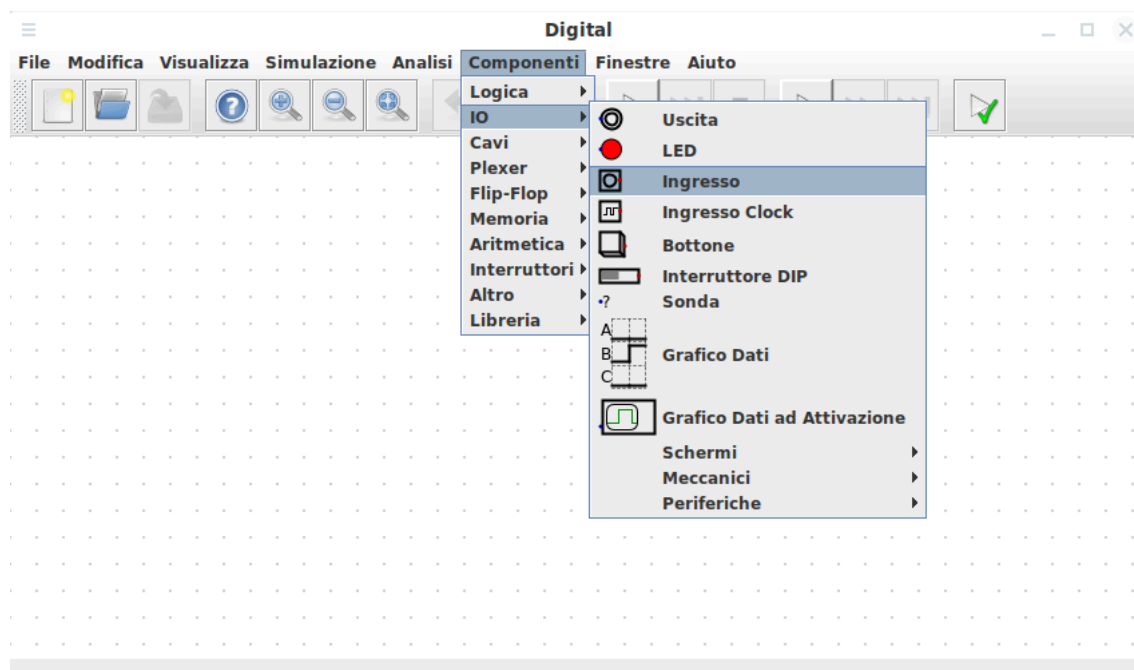 Digital
File Modifica Visualizza Simulazione Analisi Componenti Finestre Aiuto
Logica
IO
Cavi
Plexer
Flip-Flop
Memoria
Aritmetica
Interruttori
Altro
Libreria
Uscita
LED
Ingresso
Ingresso Clock
Bottone
Interruttore DIP
?
Sonda
A
B
C
Grafico Dati
Grafico Dati ad Attivazione
Schermi
Meccanici
Periferiche